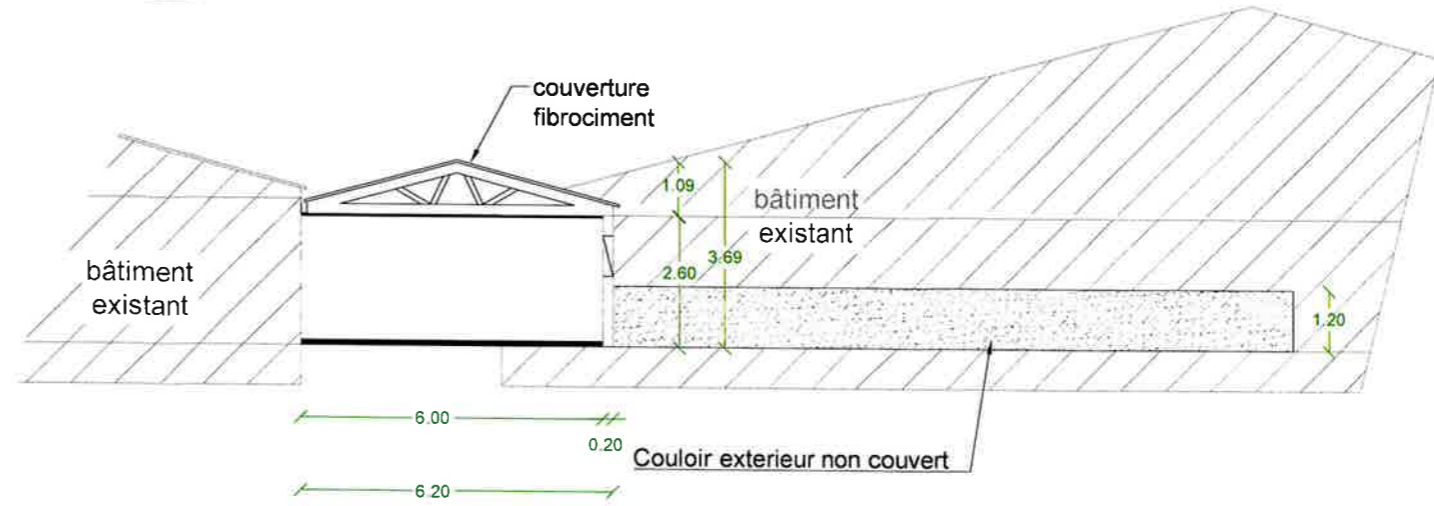 couverture
fibrociment
1.09
bâtiment
existant
3.69
2.60
bâtiment
existant
1.20
6.00
0.20
Couloir exterieur non couvert
6.20